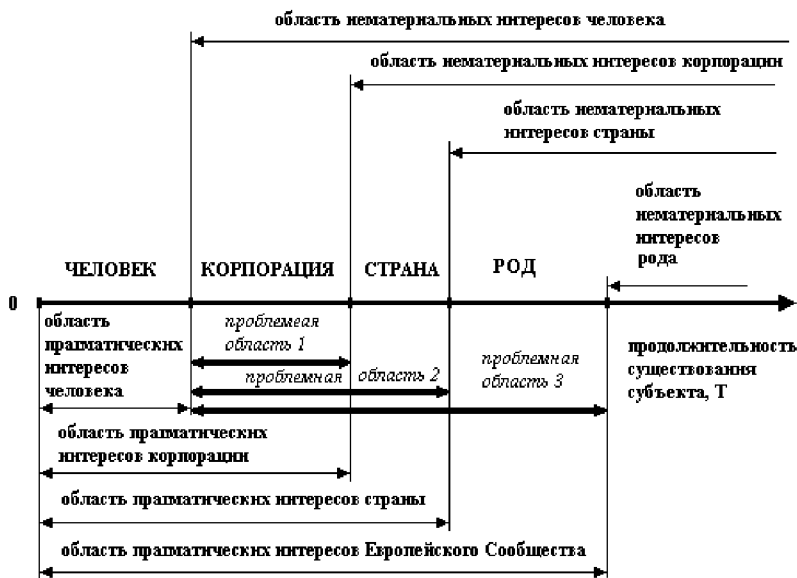 область нематериальных интересов человека
область нематериальных интересов корпорации
область нематериальных
интересов страны
область
нематериальных
интересов
рода
ЧЕЛОВЕК
КОРПОРАЦИЯ
СТРАНА
РОД
0
область
прагматических
интересов
человека
проблемеая
область 1
проблемная область 2
проблемная
область 3
продолжительность
существования
субъекта, Т
область прагматических
интересов корпорации
область прагматических интересов страны
область прагматических интересов Европейского Сообщества